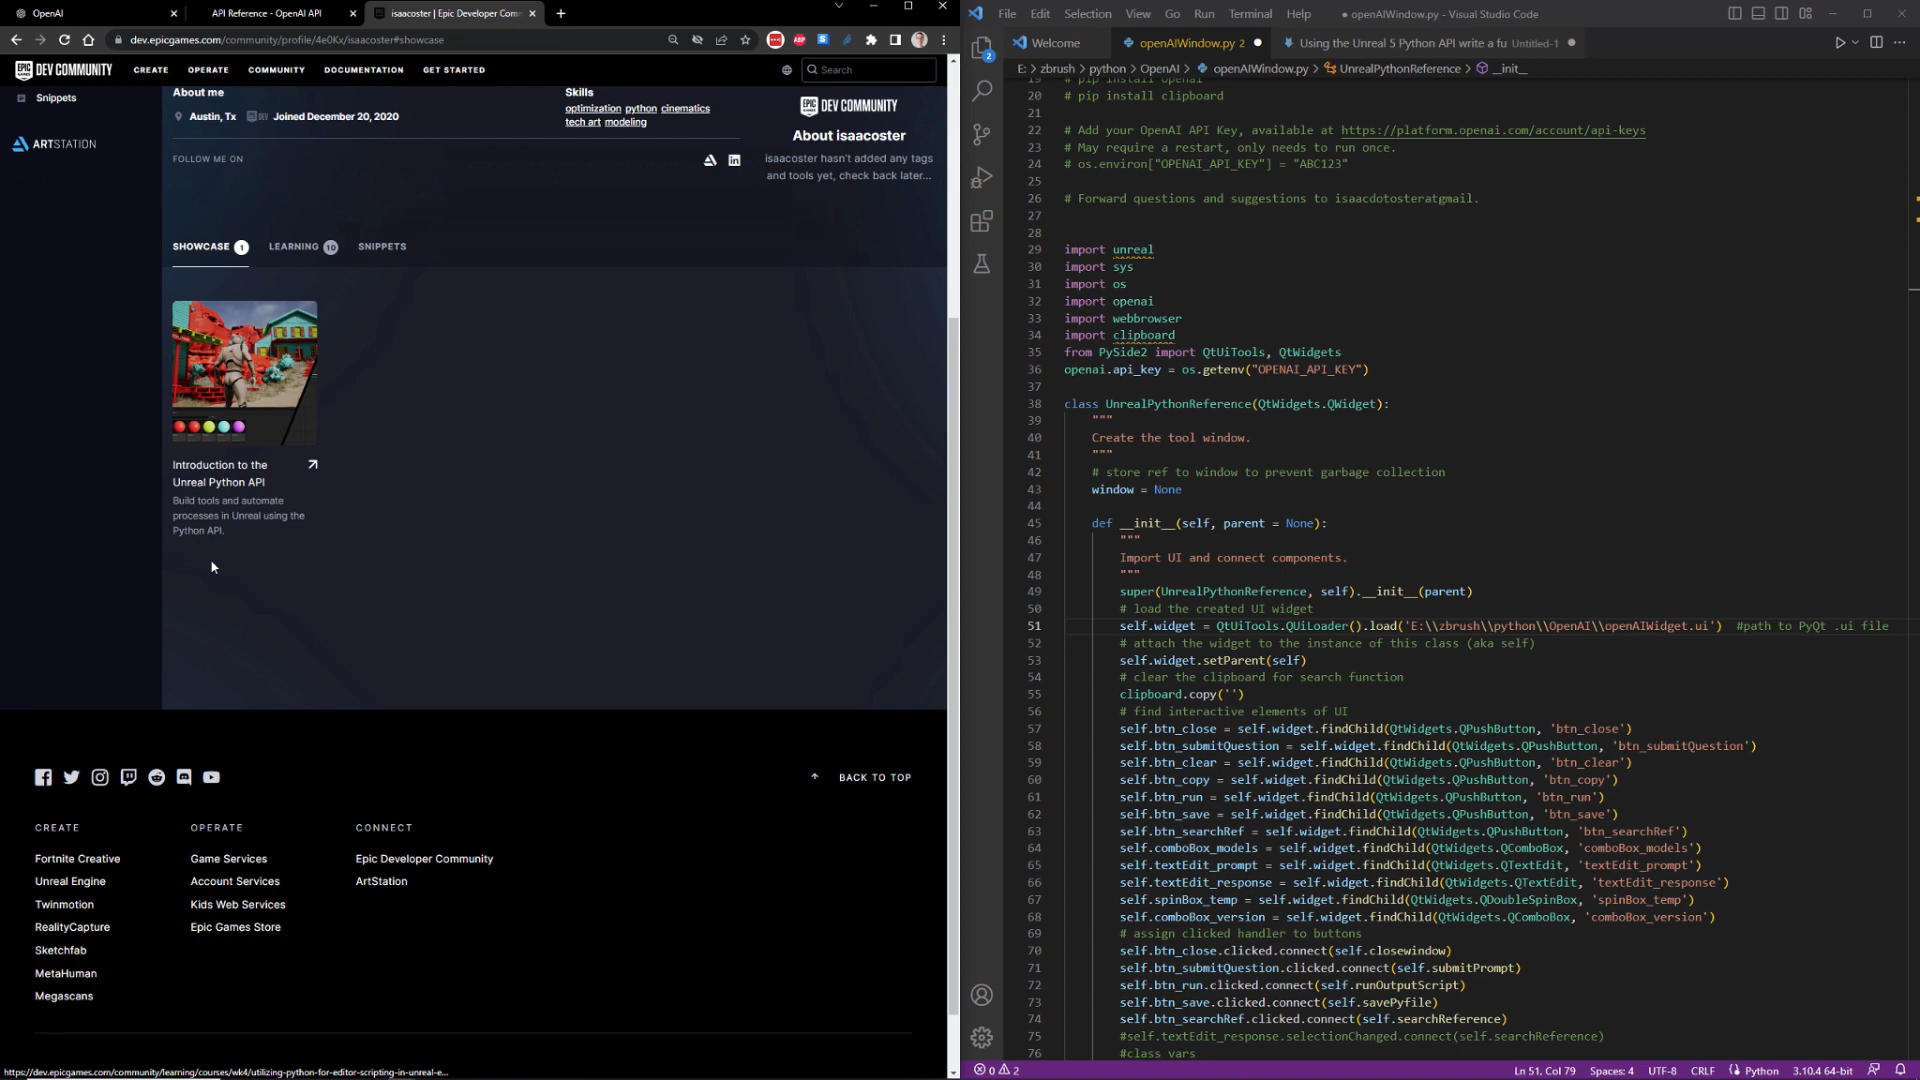 OpenAI
API Reference - OpenAI API
isaacoster | Epic Developer Com
dev.epicgames.com/community/profile/4e0Kx/isaacoster#showcase
DEV COMMUNITY
CREATE
OPERATE
COMMUNITY
DOCUMENTATION
GET STARTED
Search
Snippets
ARTSTATION
About me
Austin, Tx
Joined December 20, 2020
Skills
optimization python cinematics
tech art modeling
FOLLOW ME ON
DEV COMMUNITY
About isaacoster
isaacoster hasn't added any tags
and tools yet, check back later...
SHOWCASE 1
LEARNING 10
SNIPPETS
Introduction to the
Unreal Python API
Build tools and automate
processes in Unreal using the
Python API.
BACK TO TOP
CREATE
Fortnite Creative
Unreal Engine
Twinmotion
RealityCapture
Sketchfab
MetaHuman
Megascans
OPERATE
Game Services
Account Services
Kids Web Services
Epic Games Store
CONNECT
Epic Developer Community
ArtStation
https://dev.epicgames.com/community/learning/courses/wk4/utilizing-python-for-editor-scripting-in-unreal-e...
File Edit Selection View Go Run Terminal Help
● openAIWindow.py - Visual Studio Code
Welcome
openAIWindow.py 2
Using the Unreal 5 Python API write a fu Untitled-1
E: > zbrush > python > OpenAI > openAIWindow.py > UnrealPythonReference > __init__
19 # pip install openai
20 # pip install clipboard
21
22 # Add your OpenAI API Key, available at https://platform.openai.com/account/api-keys
23 # May require a restart, only needs to run once.
24 # os.environ["OPENAI_API_KEY"] = "ABC123"
25
26 # Forward questions and suggestions to isaacdotosteratgmail.
27
28
29 import unreal
30 import sys
31 import os
32 import openai
33 import webbrowser
34 import clipboard
35 from PySide2 import QtUiTools, QtWidgets
36 openai.api_key = os.getenv("OPENAI_API_KEY")
37
38 class UnrealPythonReference(QtWidgets.QWidget):
39 """
40 Create the tool window.
41 """
42 # store ref to window to prevent garbage collection
43 window = None
44
45 def __init__(self, parent = None):
46 """
47 Import UI and connect components.
48 """
49 super(UnrealPythonReference, self).__init__(parent)
50 # load the created UI widget
51 self.widget = QtUiTools.QUiLoader().load('E:\\zbrush\\python\\OpenAI\\openAIWidget.ui') #path to PyQt .ui file
52 # attach the widget to the instance of this class (aka self)
53 self.widget.setParent(self)
54 # clear the clipboard for search function
55 clipboard.copy('')
56 # find interactive elements of UI
57 self.btn_close = self.widget.findChild(QtWidgets.QPushButton, 'btn_close')
58 self.btn_submitQuestion = self.widget.findChild(QtWidgets.QPushButton, 'btn_submitQuestion')
59 self.btn_clear = self.widget.findChild(QtWidgets.QPushButton, 'btn_clear')
60 self.btn_copy = self.widget.findChild(QtWidgets.QPushButton, 'btn_copy')
61 self.btn_run = self.widget.findChild(QtWidgets.QPushButton, 'btn_run')
62 self.btn_save = self.widget.findChild(QtWidgets.QPushButton, 'btn_save')
63 self.btn_searchRef = self.widget.findChild(QtWidgets.QPushButton, 'btn_searchRef')
64 self.comboBox_models = self.widget.findChild(QtWidgets.QComboBox, 'comboBox_models')
65 self.textEdit_prompt = self.widget.findChild(QtWidgets.QTextEdit, 'textEdit_prompt')
66 self.textEdit_response = self.widget.findChild(QtWidgets.QTextEdit, 'textEdit_response')
67 self.spinBox_temp = self.widget.findChild(QtWidgets.QDoubleSpinBox, 'spinBox_temp')
68 self.comboBox_version = self.widget.findChild(QtWidgets.QComboBox, 'comboBox_version')
69 # assign clicked handler to buttons
70 self.btn_close.clicked.connect(self.closewindow)
71 self.btn_submitQuestion.clicked.connect(self.submitPrompt)
72 self.btn_run.clicked.connect(self.runOutputScript)
73 self.btn_save.clicked.connect(self.savePyfile)
74 self.btn_searchRef.clicked.connect(self.searchReference)
75 #self.textEdit_response.selectionChanged.connect(self.searchReference)
76 #class vars
0 2
Ln 51, Col 79 Spaces: 4 UTF-8 CRLF Python 3.10.4 64-bit